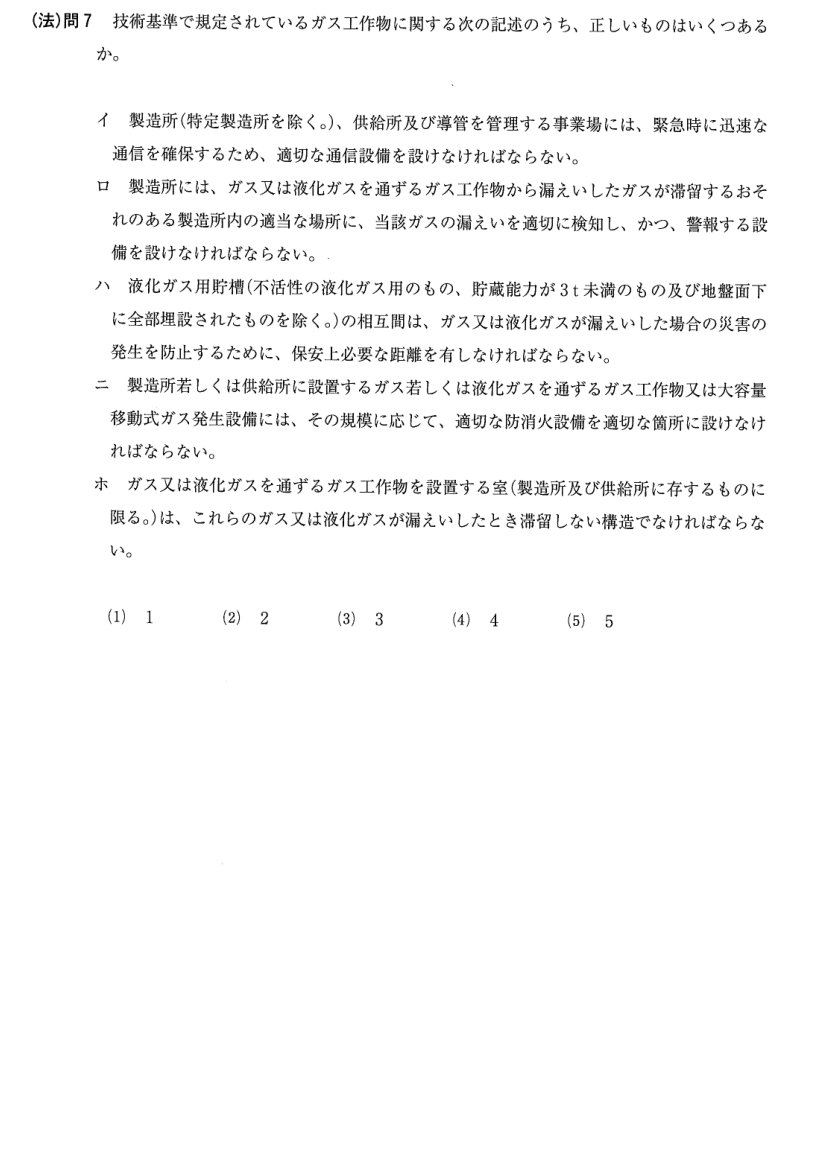 (法)問7 技術基準で規定されているガス工作物に関する次の記述のうち、正しいものはいくつある
か。
イ 製造所(特定製造所を除く。)、供給所及び導管を管理する事業場には、緊急時に迅速な
通信を確保するため、適切な通信設備を設けなければならない。
ロ 製造所には、ガス又は液化ガスを通ずるガス工作物から漏えいしたガスが滞留するおそ
れのある製造所内の適当な場所に、当該ガスの漏えいを適切に検知し、かつ、警報する設
備を設けなければならない。
ハ 液化ガス用貯槽(不活性の液化ガス用のもの、貯蔵能力が3t未満のもの及び地盤面下
に全部埋設されたものを除く。)の相互間は、ガス又は液化ガスが漏えいした場合の災害の
発生を防止するために、保安上必要な距離を有しなければならない。
ニ 製造所若しくは供給所に設置するガス若しくは液化ガスを通ずるガス工作物又は大容量
移動式ガス発生設備には、その規模に応じて、適切な防消火設備を適切な箇所に設けなけ
ればならない。
ホ ガス又は液化ガスを通ずるガス工作物を設置する室(製造所及び供給所に存するものに
限る。)は、これらのガス又は液化ガスが漏えいしたとき滞留しない構造でなければならな
い。
(1) 1 (2) 2 (3) 3 (4) 4 (5) 5